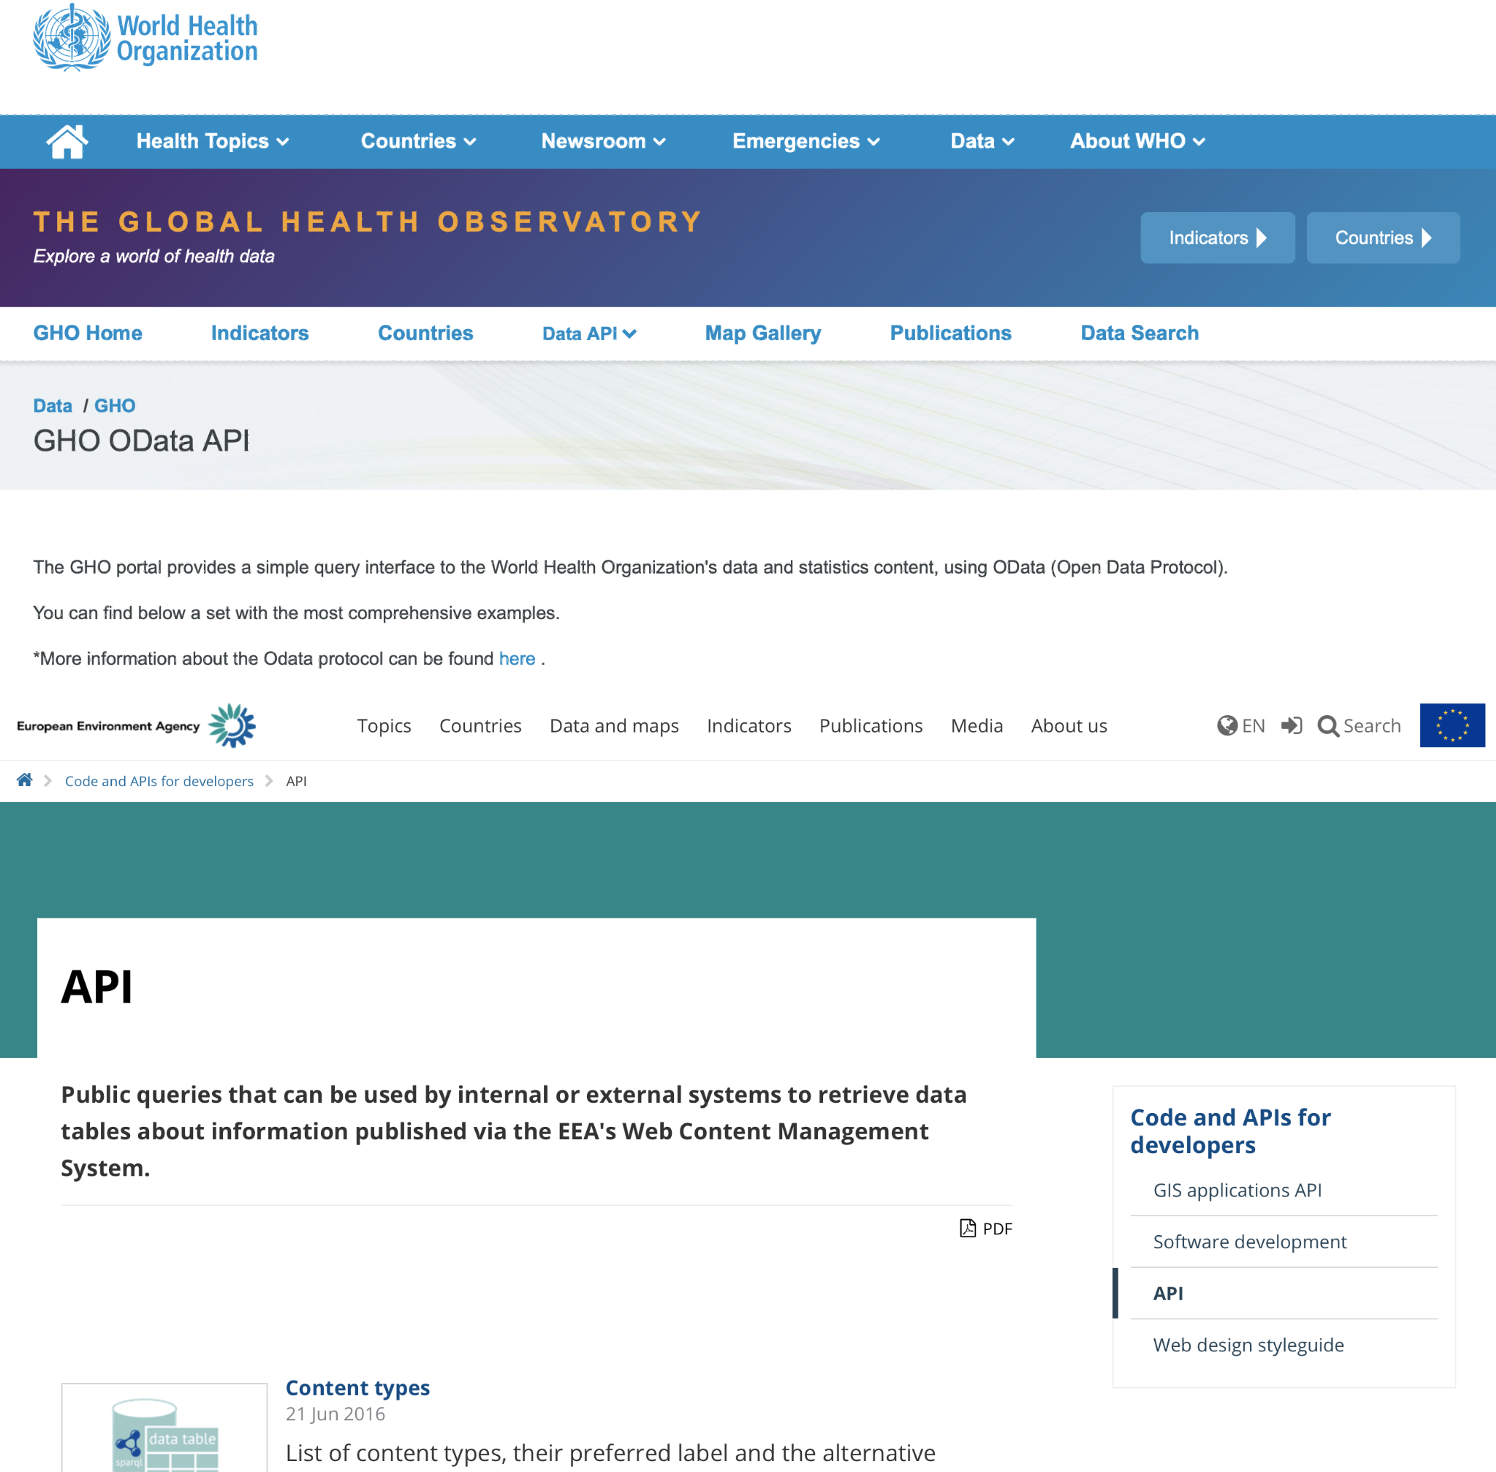 World Health
Organization
Health Topics
Countries
Newsroom
Emergencies
Data
About WHO
THE GLOBAL HEALTH OBSERVATORY
Explore a world of health data
Indicators
Countries
GHO Home
Indicators
Countries
Data API
Map Gallery
Publications
Data Search
Data / GHO
GHO OData API
The GHO portal provides a simple query interface to the World Health Organization's data and statistics content, using OData (Open Data Protocol).
You can find below a set with the most comprehensive examples.
*More information about the Odata protocol can be found here .
European Environment Agency
Topics
Countries
Data and maps
Indicators
Publications
Media
About us
EN
Search
Code and APIs for developers
API
API
Public queries that can be used by internal or external systems to retrieve data
tables about information published via the EEA's Web Content Management
System.
PDF
Code and APIs for
developers
GIS applications API
Software development
API
Web design styleguide
Content types
21 Jun 2016
List of content types, their preferred label and the alternative
data table
sparql